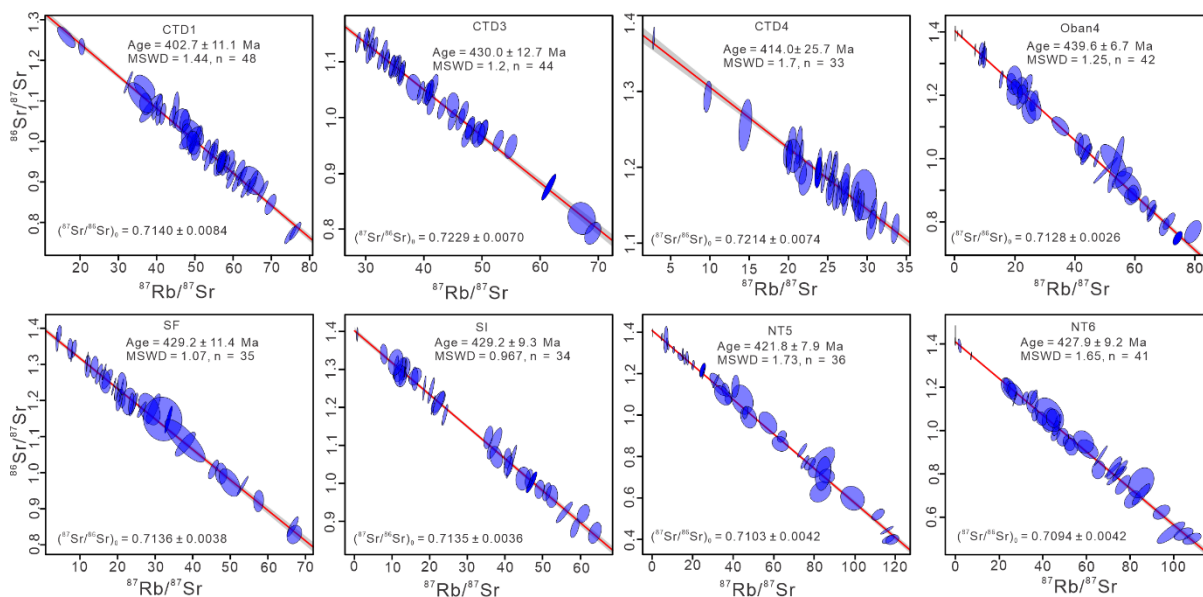 CTD1
Age = 402.7 ± 11.1 Ma
MSWD = 1.44, n = 48
(⁸⁷Sr/⁸⁶Sr)₀ = 0.7140 ± 0.0084
0.8 0.9 1.0 1.1 1.2 1.3
20 30 40 50 60 70 80
⁸⁶Sr/⁸⁷Sr
⁸⁷Rb/⁸⁷Sr
CTD3
Age = 430.0 ± 12.7 Ma
MSWD = 1.2, n = 44
(⁸⁷Sr/⁸⁶Sr)₀ = 0.7229 ± 0.0070
0.8 0.9 1.0 1.1
30 40 50 60 70
⁸⁷Rb/⁸⁷Sr
CTD4
Age = 414.0 ± 25.7 Ma
MSWD = 1.7, n = 33
(⁸⁷Sr/⁸⁶Sr)₀ = 0.7214 ± 0.0074
1.1 1.2 1.3 1.4
5 10 15 20 25 30 35
⁸⁷Rb/⁸⁷Sr
Oban4
Age = 439.6 ± 6.7 Ma
MSWD = 1.25, n = 42
(⁸⁷Sr/⁸⁶Sr)₀ = 0.7128 ± 0.0026
0.8 1.0 1.2 1.4
0 20 40 60 80
⁸⁷Rb/⁸⁷Sr
SF
Age = 429.2 ± 11.4 Ma
MSWD = 1.07, n = 35
(⁸⁷Sr/⁸⁶Sr)₀ = 0.7136 ± 0.0038
0.8 0.9 1.0 1.1 1.2 1.3 1.4
0 10 20 30 40 50 60 70
⁸⁶Sr/⁸⁷Sr
⁸⁷Rb/⁸⁷Sr
SI
Age = 429.2 ± 9.3 Ma
MSWD = 0.967, n = 34
(⁸⁷Sr/⁸⁶Sr)₀ = 0.7135 ± 0.0036
0.9 1.0 1.1 1.2 1.3 1.4
0 10 20 30 40 50 60
⁸⁷Rb/⁸⁷Sr
NT5
Age = 421.8 ± 7.9 Ma
MSWD = 1.73, n = 36
(⁸⁷Sr/⁸⁶Sr)₀ = 0.7103 ± 0.0042
0.4 0.6 0.8 1.0 1.2 1.4
0 20 40 60 80 100 120
⁸⁷Rb/⁸⁷Sr
NT6
Age = 427.9 ± 9.2 Ma
MSWD = 1.65, n = 41
(⁸⁷Sr/⁸⁶Sr)₀ = 0.7094 ± 0.0042
0.6 0.8 1.0 1.2 1.4
0 20 40 60 80 100
⁸⁷Rb/⁸⁷Sr